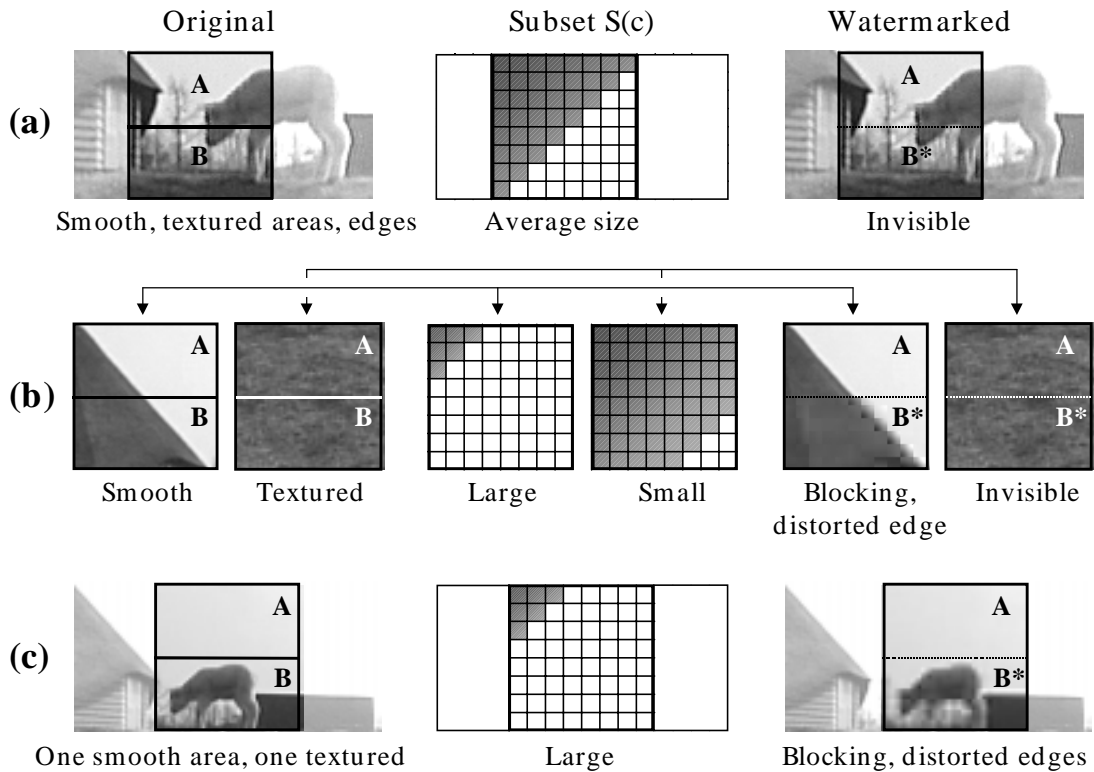 Original Subset S(c) Watermarked
(a)
A
B
A
B*
Smooth, textured areas, edges Average size Invisible
(b)
A A A A
B B B* B*
Smooth Textured Large Small Blocking, Invisible
distorted edge
(c)
A A
B B*
One smooth area, one textured Large Blocking, distorted edges